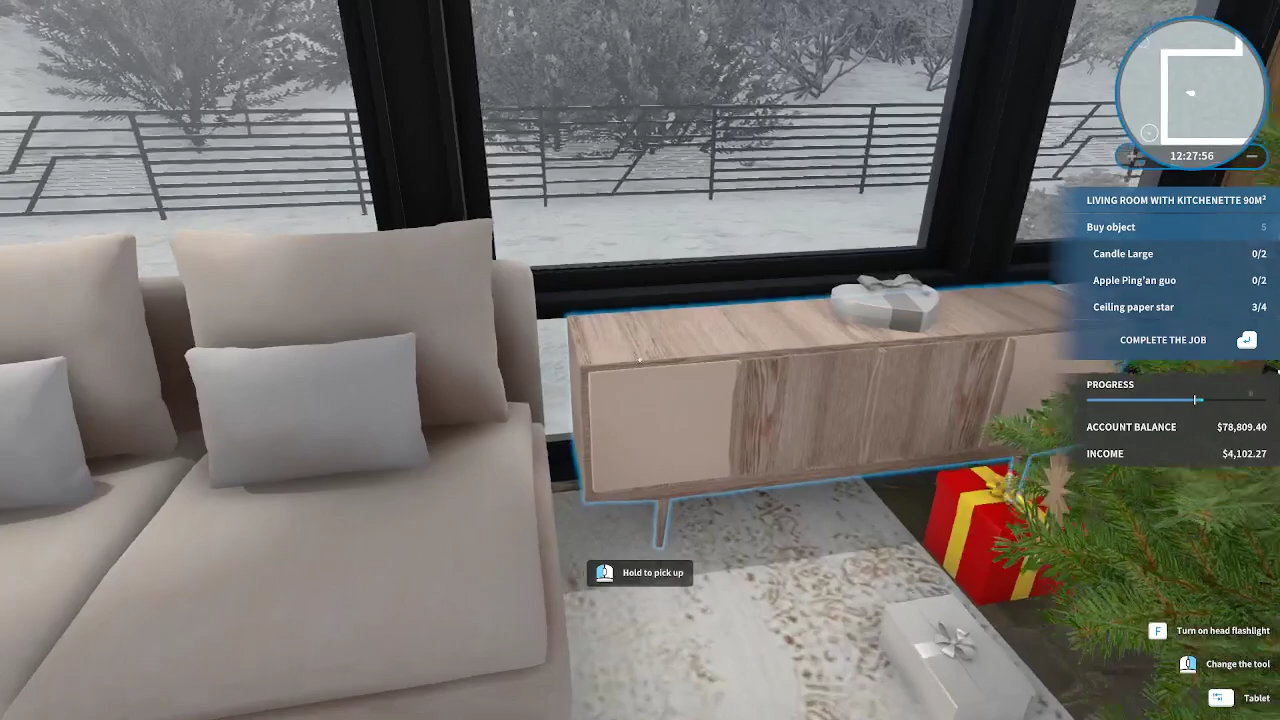 12:27:56
LIVING ROOM WITH KITCHENETTE 90M²
Buy object 5
Candle Large 0/2
Apple Ping'an guo 0/2
Ceiling paper star 3/4
COMPLETE THE JOB
PROGRESS
ACCOUNT BALANCE $78,809.40
INCOME $4,102.27
Hold to pick up
F Turn on head flashlight
Change the tool
Tablet